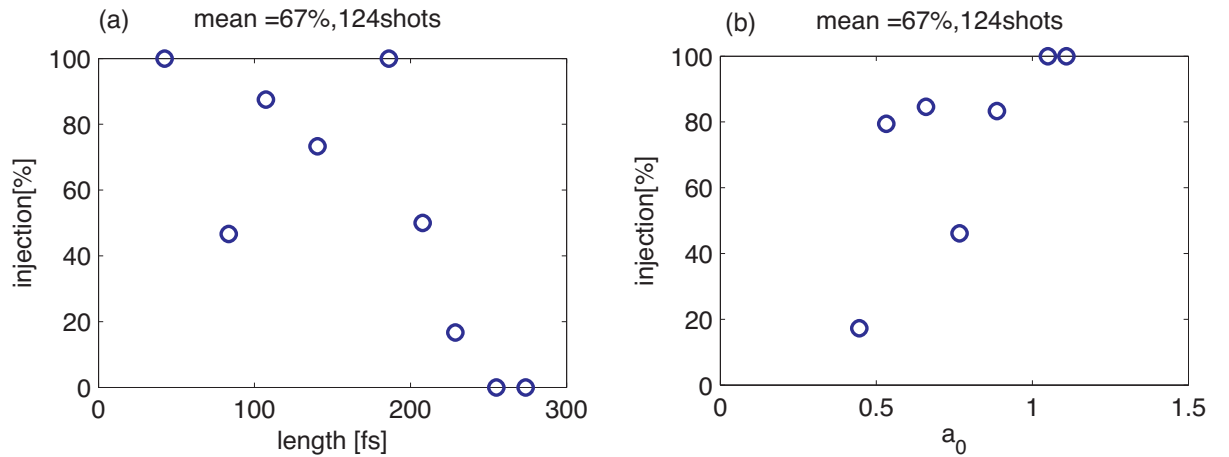 (a) mean =67%,124shots
injection[%]
100
80
60
40
20
0
0 100 200 300
length [fs]
(b) mean =67%,124shots
injection[%]
100
80
60
40
20
0
0 0.5 1 1.5
a0